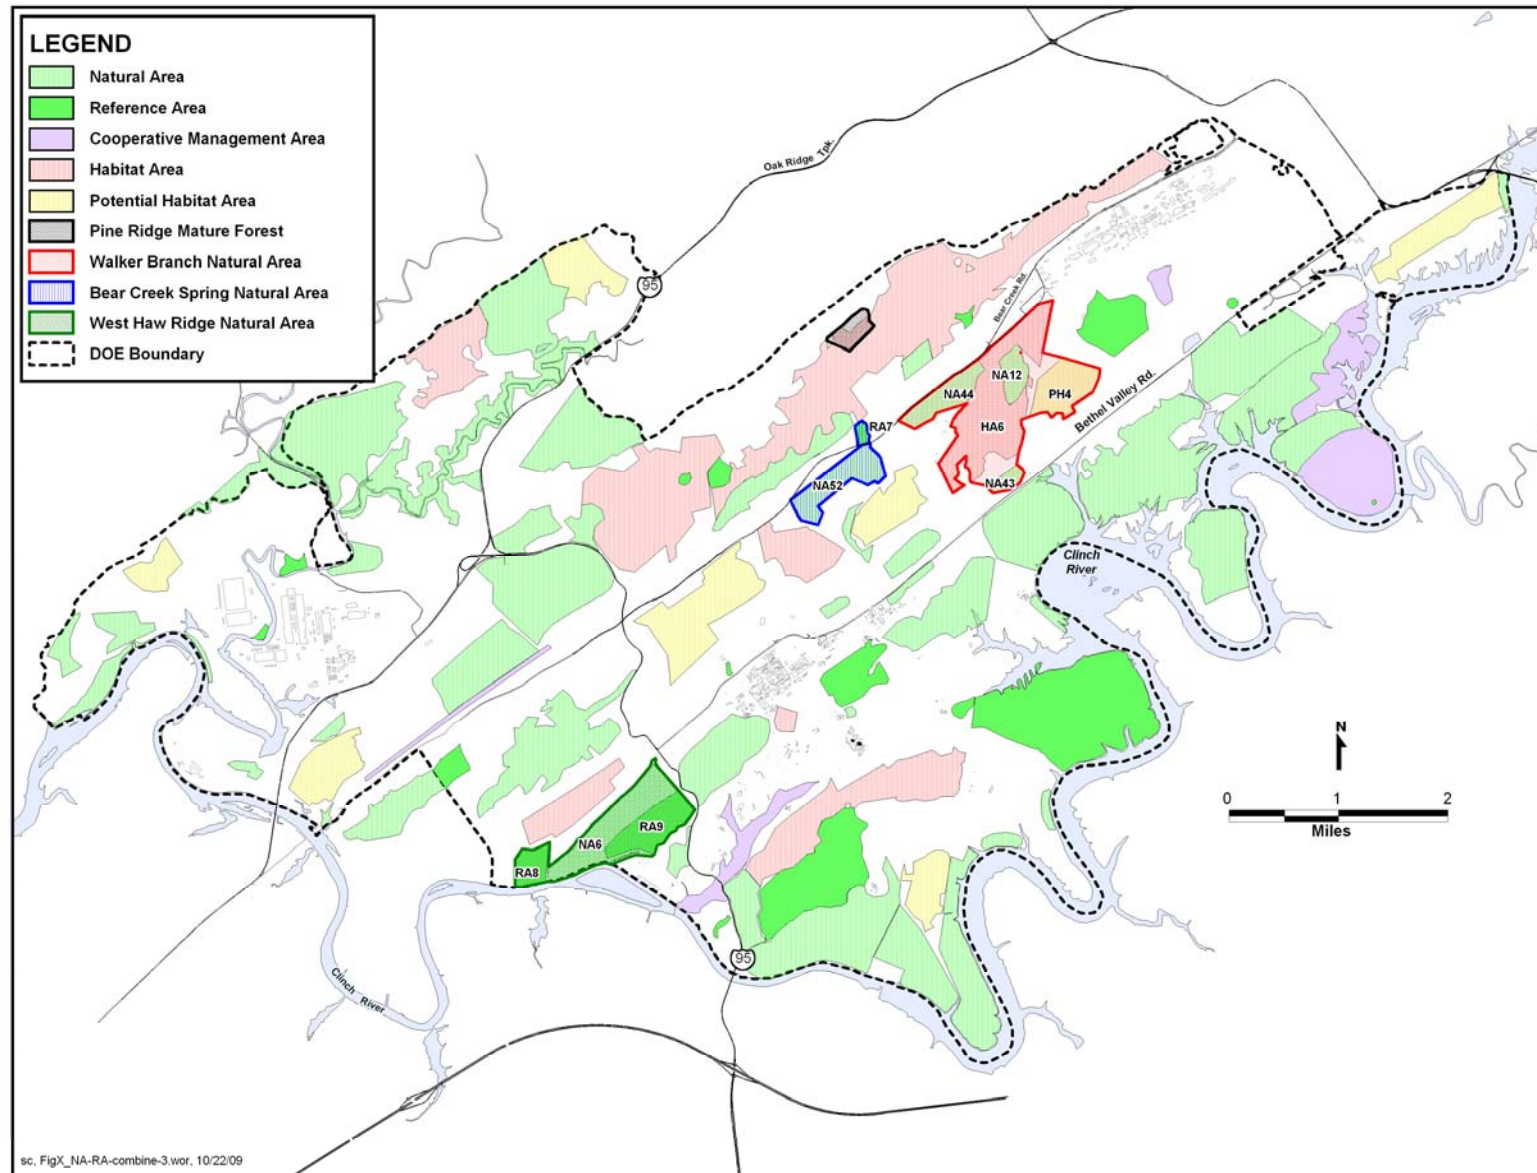 LEGEND
Natural Area
Reference Area
Cooperative Management Area
Habitat Area
Potential Habitat Area
Pine Ridge Mature Forest
Walker Branch Natural Area
Bear Creek Spring Natural Area
West Haw Ridge Natural Area
DOE Boundary
Oak Ridge Tpk.
95
Bear Creek Rd.
NA12
NA44
PH4
Bethel Valley Rd.
RA7
HA6
NA52
NA43
Clinch
River
N
0 1 2
Miles
RA9
NA6
RA8
95
Clinch River
sc, FigX_NA-RA-combine-3.wor, 10/22/09